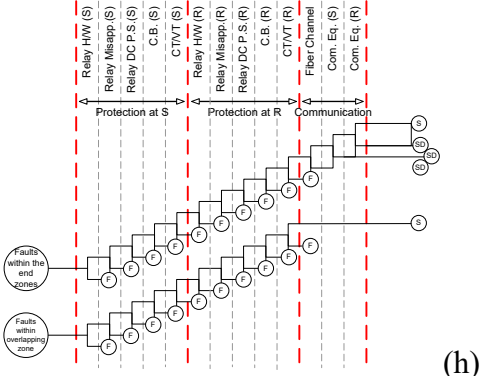 Relay H/W (S)
Relay Misapp.(S)
Relay DC P.S.(S)
C.B. (S)
CT/VT (S)
Relay H/W (R)
Relay Misapp.(R)
Relay DC P.S.(R)
C.B. (R)
CT/VT (R)
Fiber Channel
Com. Eq. (S)
Com. Eq. (R)
Protection at S
Protection at R
Communication
S
SD
SD
SD
F
F
F
F
F
F
F
F
F
F
Faults
within the
end
zones
S
F
F
F
F
F
F
F
F
F
F
Faults
within
overlapping
zone
(h)